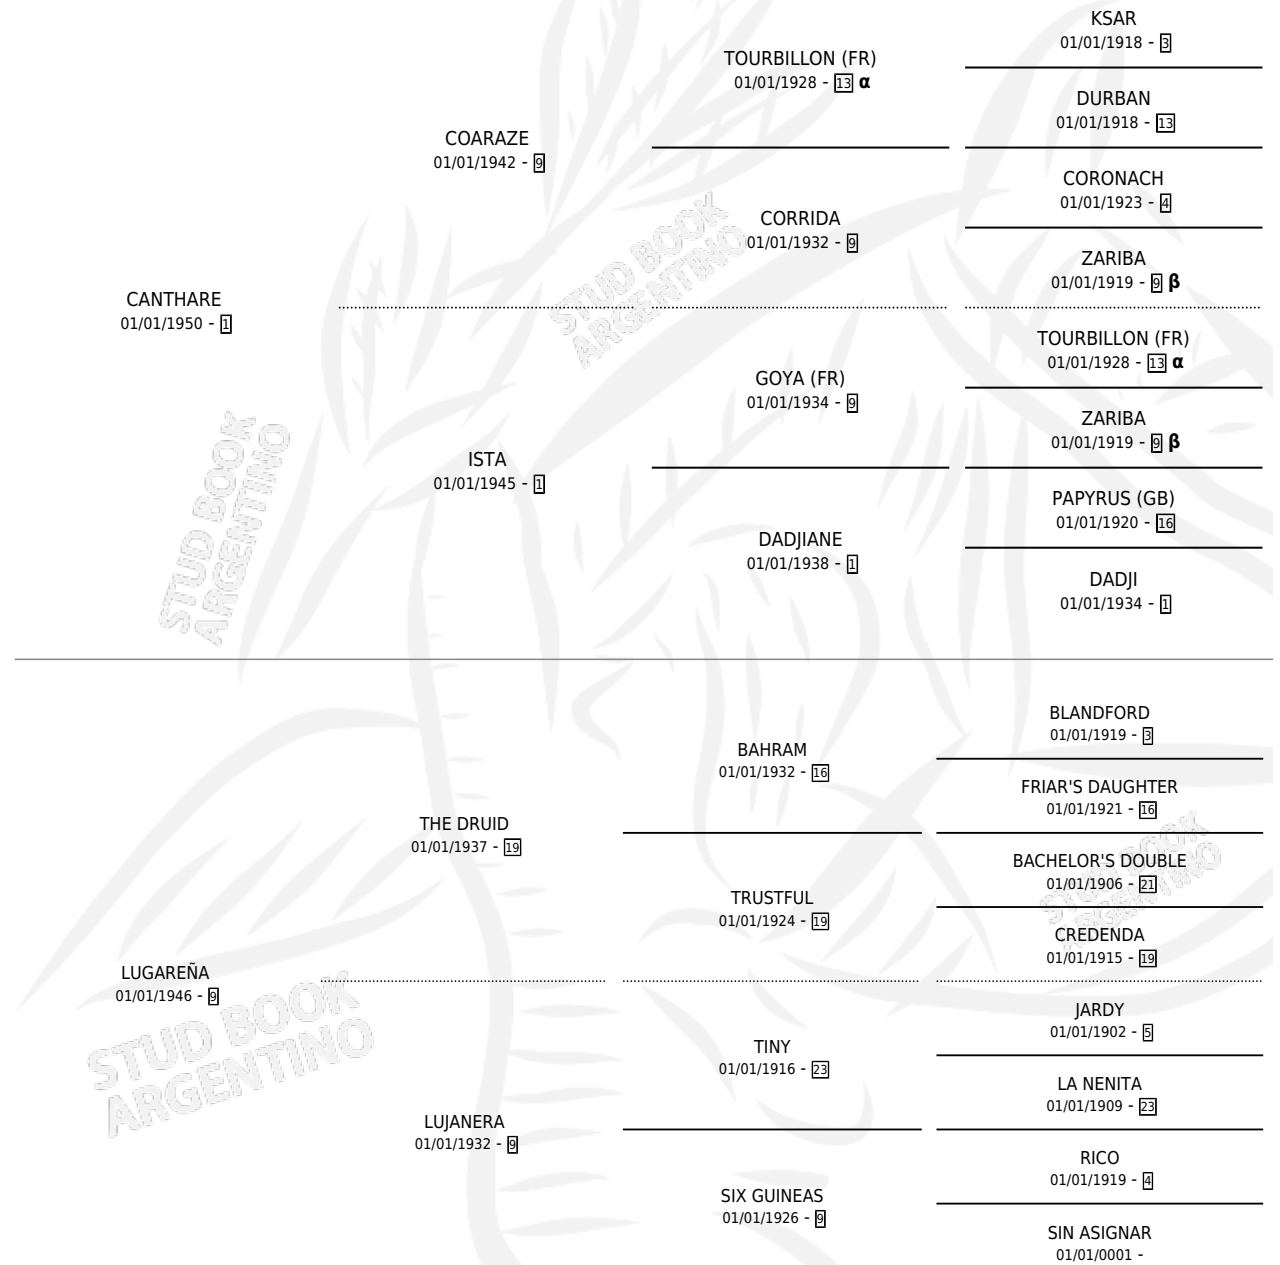 KSAR
01/01/1918 - 3
TOURBILLON (FR)
01/01/1928 - 13 α
DURBAN
01/01/1918 - 13
COARAZE
01/01/1942 - 9
CORONACH
01/01/1923 - 4
CORRIDA
01/01/1932 - 9
ZARIBA
01/01/1919 - 9 β
CANTHARE
01/01/1950 - 1
TOURBILLON (FR)
01/01/1928 - 13 α
GOYA (FR)
01/01/1934 - 9
ZARIBA
01/01/1919 - 9 β
ISTA
01/01/1945 - 1
PAPYRUS (GB)
01/01/1920 - 16
DADJIANE
01/01/1938 - 1
DADJI
01/01/1934 - 1
BLANDFORD
01/01/1919 - 3
BAHRAM
01/01/1932 - 16
FRIAR'S DAUGHTER
01/01/1921 - 16
THE DRUID
01/01/1937 - 19
BACHELOR'S DOUBLE
01/01/1906 - 21
TRUSTFUL
01/01/1924 - 19
CREDENDA
01/01/1915 - 19
LUGAREÑA
01/01/1946 - 9
JARDY
01/01/1902 - 5
TINY
01/01/1916 - 23
LA NENITA
01/01/1909 - 23
LUJANERA
01/01/1932 - 9
RICO
01/01/1919 - 4
SIX GUINEAS
01/01/1926 - 9
SIN ASIGNAR
01/01/0001 -
STUD BOOK
ARGENTINO
STUD BOOK
ARGENTINO
STUD BOOK
ARGENTINO
STUD BOOK
ARGENTINO